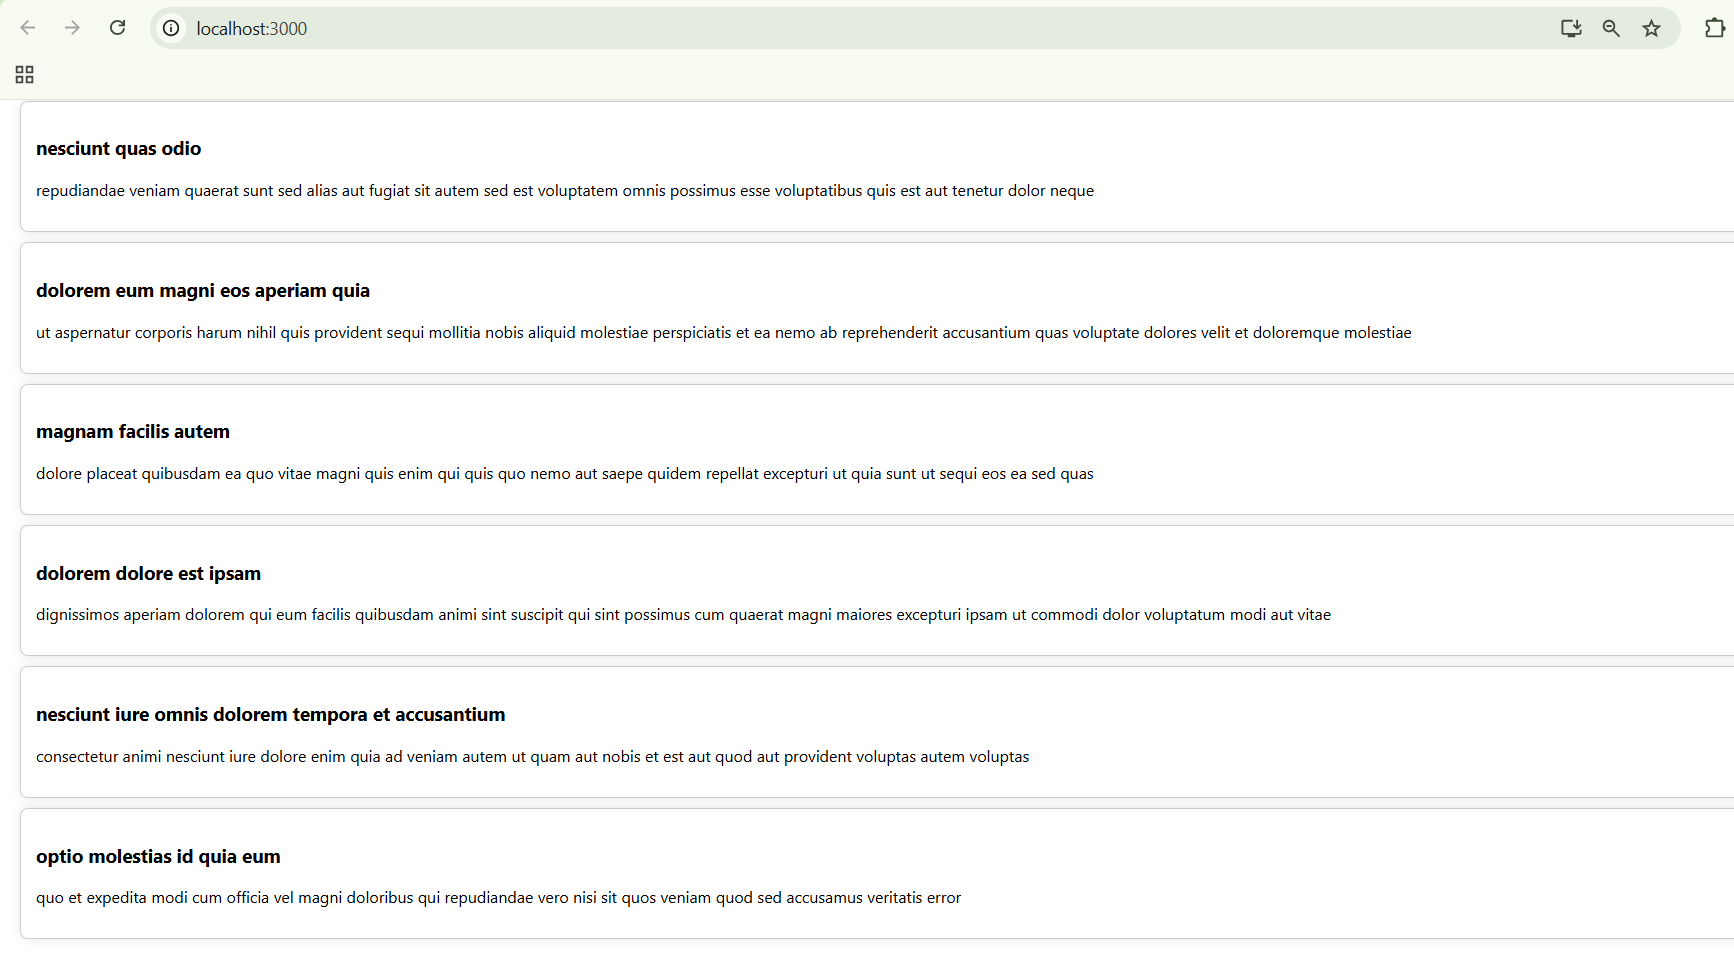 localhost:3000
nesciunt quas odio
repudiandae veniam quaerat sunt sed alias aut fugiat sit autem sed est voluptatem omnis possimus esse voluptatibus quis est aut tenetur dolor neque
dolorem eum magni eos aperiam quia
ut aspernatur corporis harum nihil quis provident sequi mollitia nobis aliquid molestiae perspiciatis et ea nemo ab reprehenderit accusantium quas voluptate dolores velit et doloremque molestiae
magnam facilis autem
dolore placeat quibusdam ea quo vitae magni quis enim qui quis quo nemo aut saepe quidem repellat excepturi ut quia sunt ut sequi eos ea sed quas
dolorem dolore est ipsam
dignissimos aperiam dolorem qui eum facilis quibusdam animi sint suscipit qui sint possimus cum quaerat magni maiores excepturi ipsam ut commodi dolor voluptatum modi aut vitae
nesciunt iure omnis dolorem tempora et accusantium
consectetur animi nesciunt iure dolore enim quia ad veniam autem ut quam aut nobis et est aut quod aut provident voluptas autem voluptas
optio molestias id quia eum
quo et expedita modi cum officia vel magni doloribus qui repudiandae vero nisi sit quos veniam quod sed accusamus veritatis error